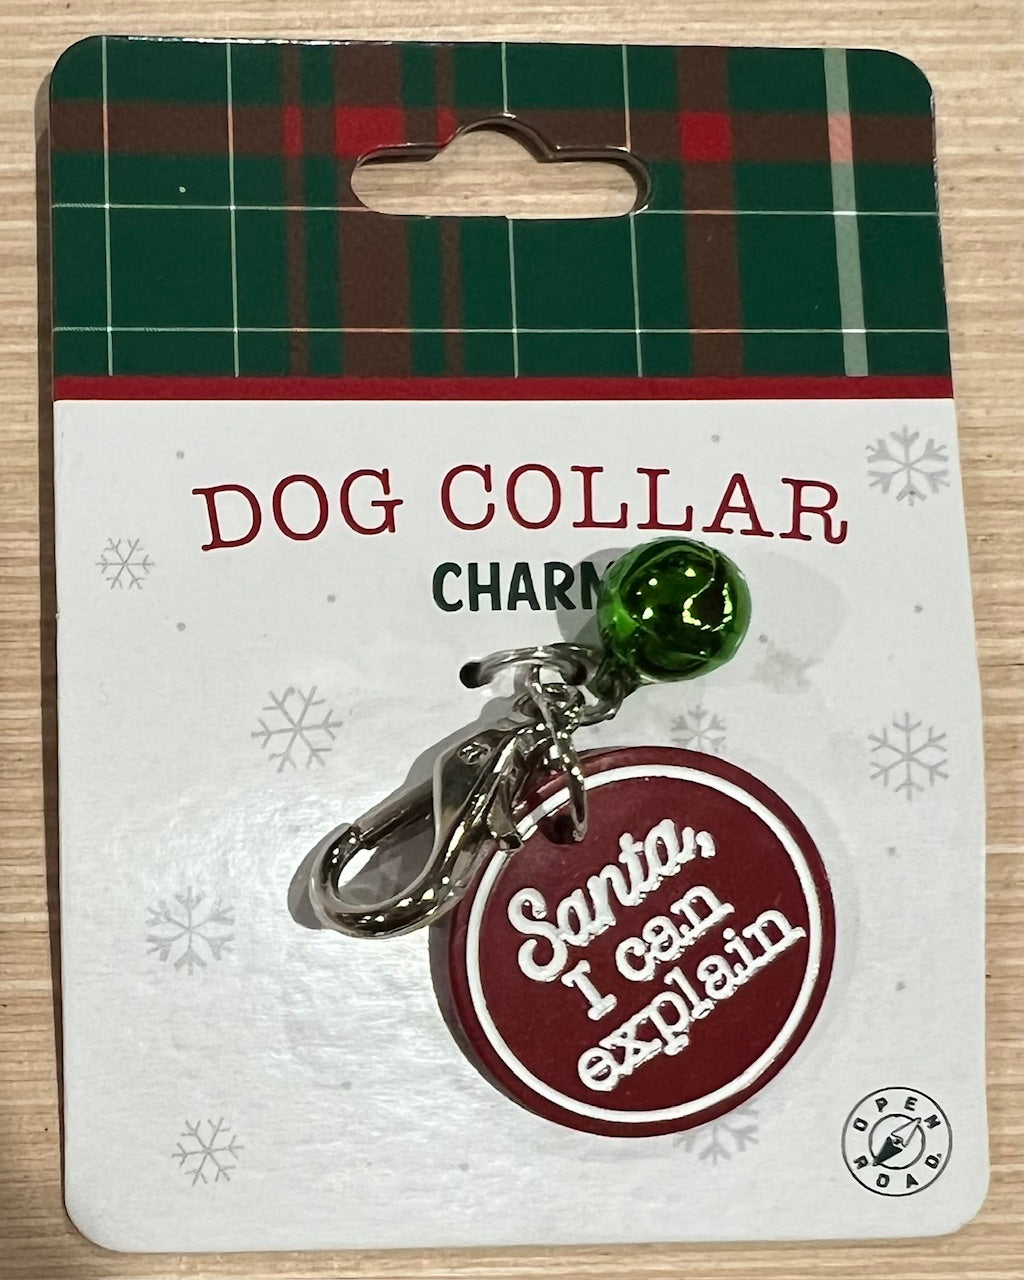 DOG COLLAR
CHARM
Santa,
I can
explain
OPEN
ROAD